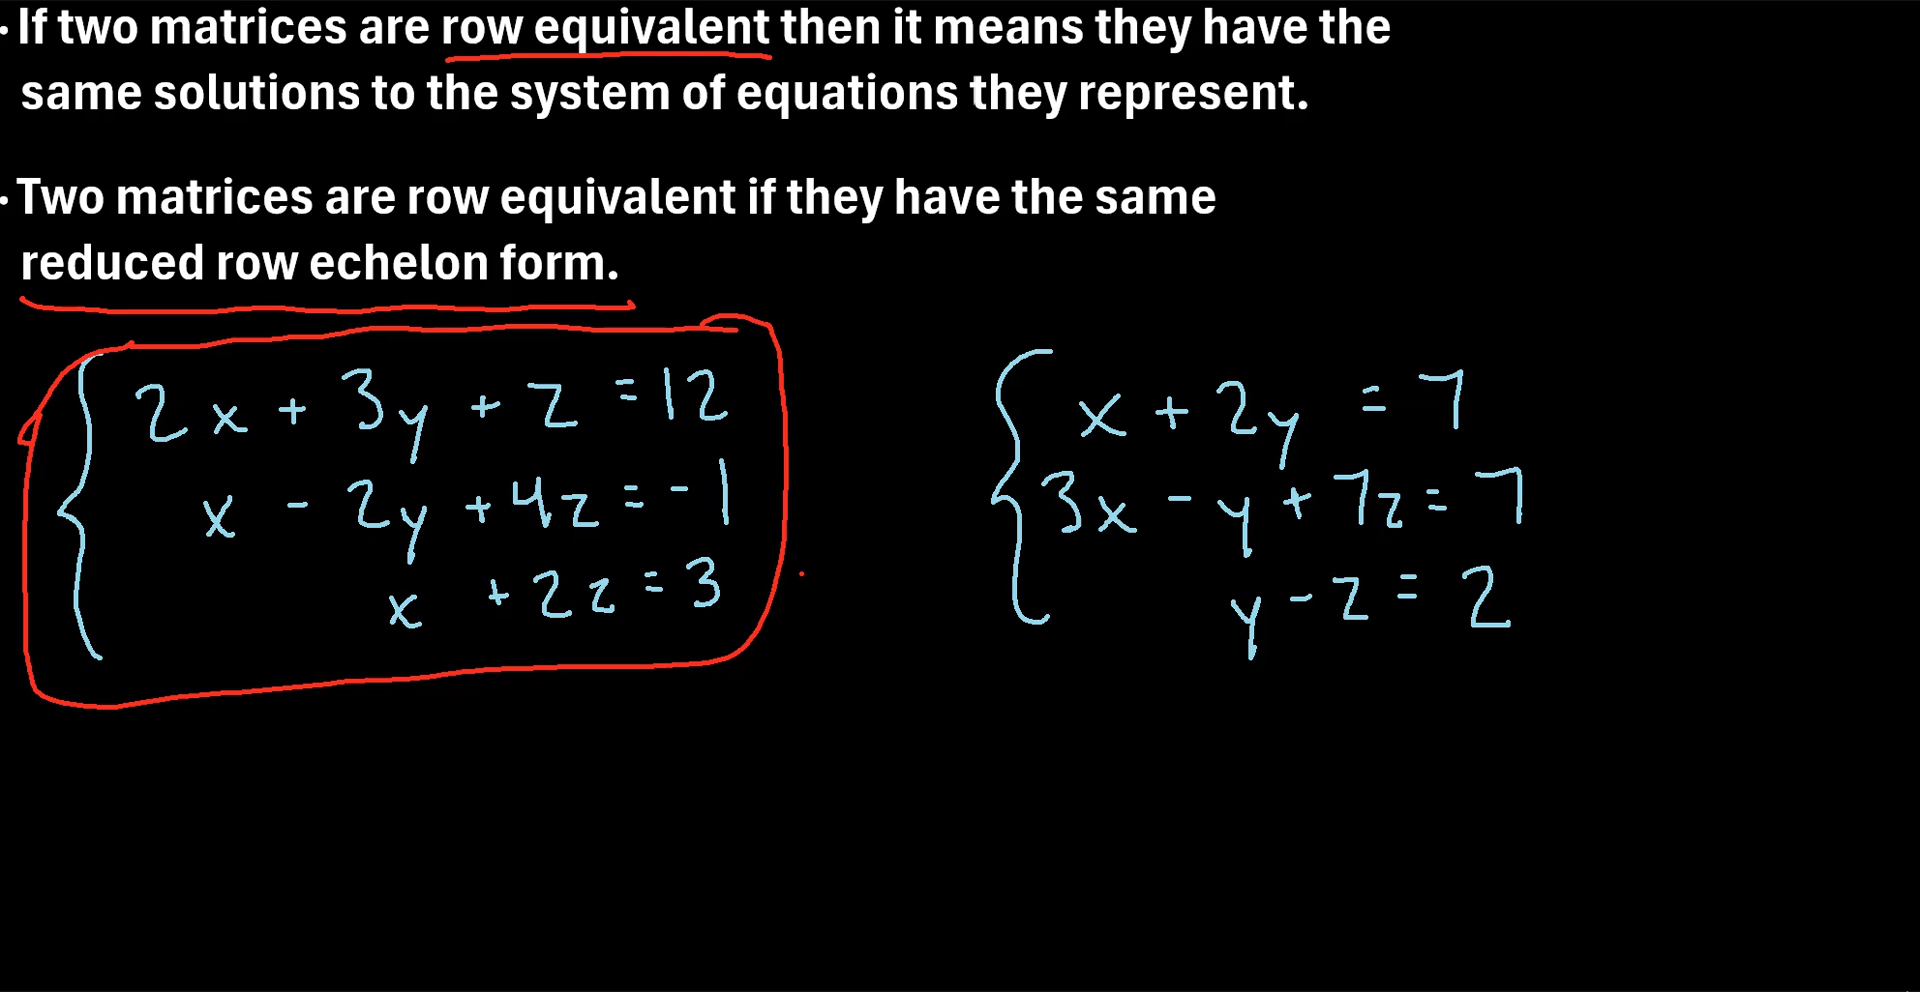 · If two matrices are row equivalent then it means they have the
same solutions to the system of equations they represent.
· Two matrices are row equivalent if they have the same
reduced row echelon form.
2x + 3y + z = 12
x - 2y + 4z = -1
x + 2z = 3
x + 2y = 7
3x - y + 7z = 7
y - z = 2